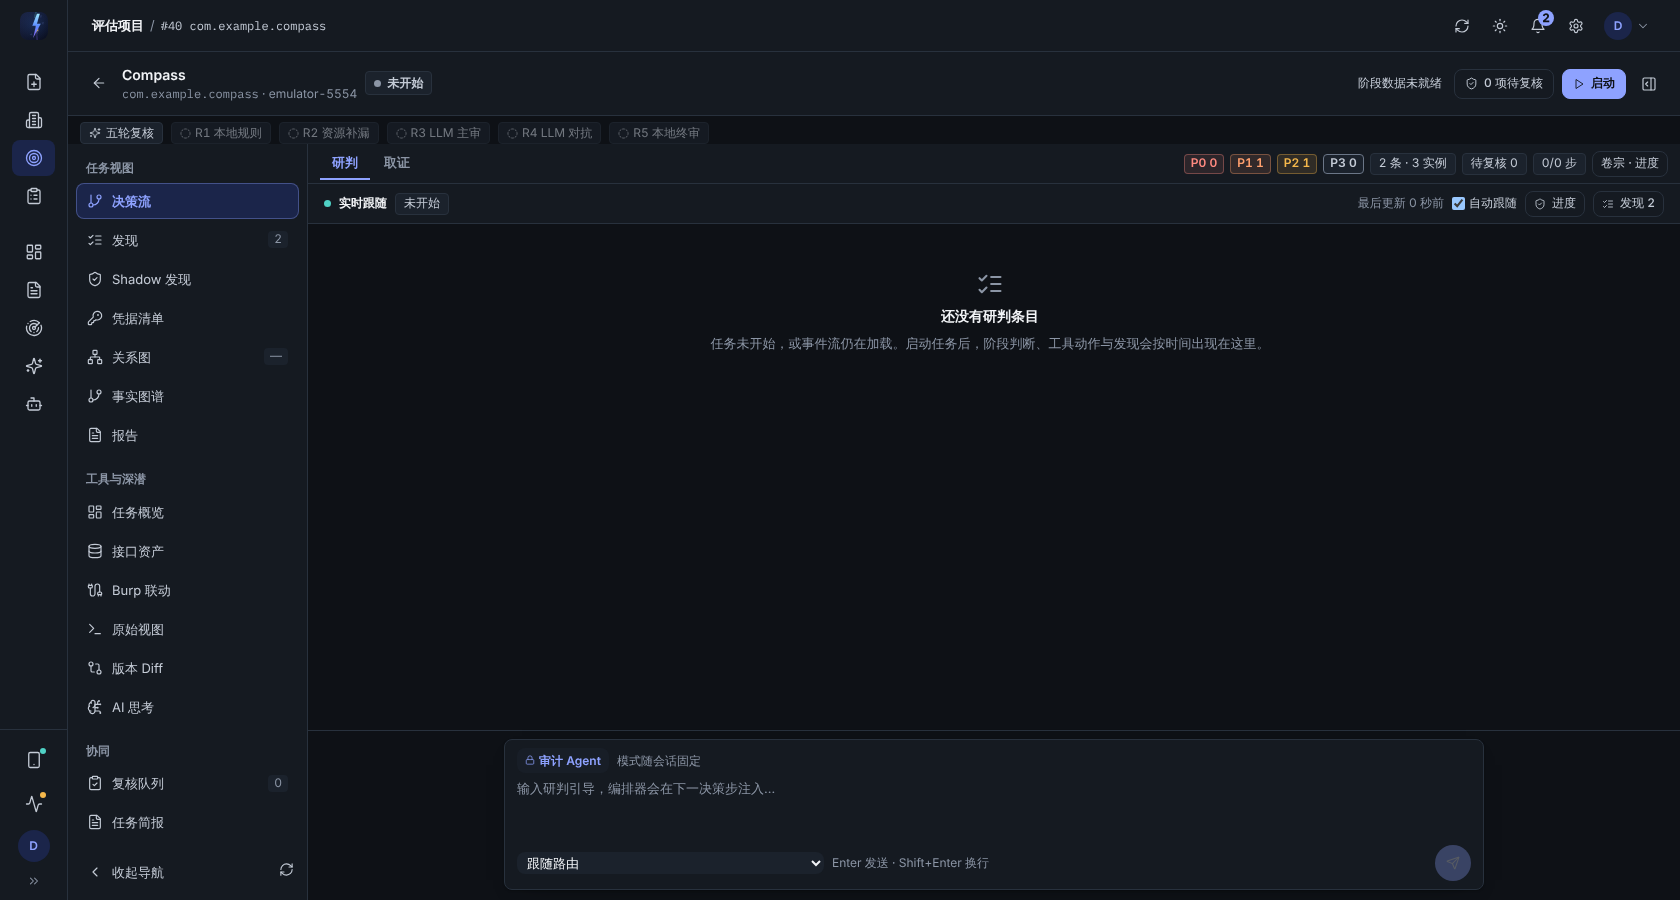 评估项目 / #40 com.example.compass
2
D
Compass
com.example.compass · emulator-5554
未开始
阶段数据未就绪
0 项待复核
启动
五轮复核
R1 本地规则
R2 资源补漏
R3 LLM 主审
R4 LLM 对抗
R5 本地终审
任务视图
决策流
发现 2
Shadow 发现
凭据清单
关系图 —
事实图谱
报告
工具与深潜
任务概览
接口资产
Burp 联动
原始视图
版本 Diff
AI 思考
协同
复核队列 0
任务简报
收起导航
D
研判
取证
P0 0
P1 1
P2 1
P3 0
2 条 · 3 实例
待复核 0
0/0 步
卷宗 · 进度
实时跟随
未开始
最后更新 0 秒前
自动跟随
进度
发现 2
还没有研判条目
任务未开始，或事件流仍在加载。启动任务后，阶段判断、工具动作与发现会按时间出现在这里。
审计 Agent
模式随会话固定
输入研判引导，编排器会在下一决策步注入...
跟随路由
Enter 发送 · Shift+Enter 换行